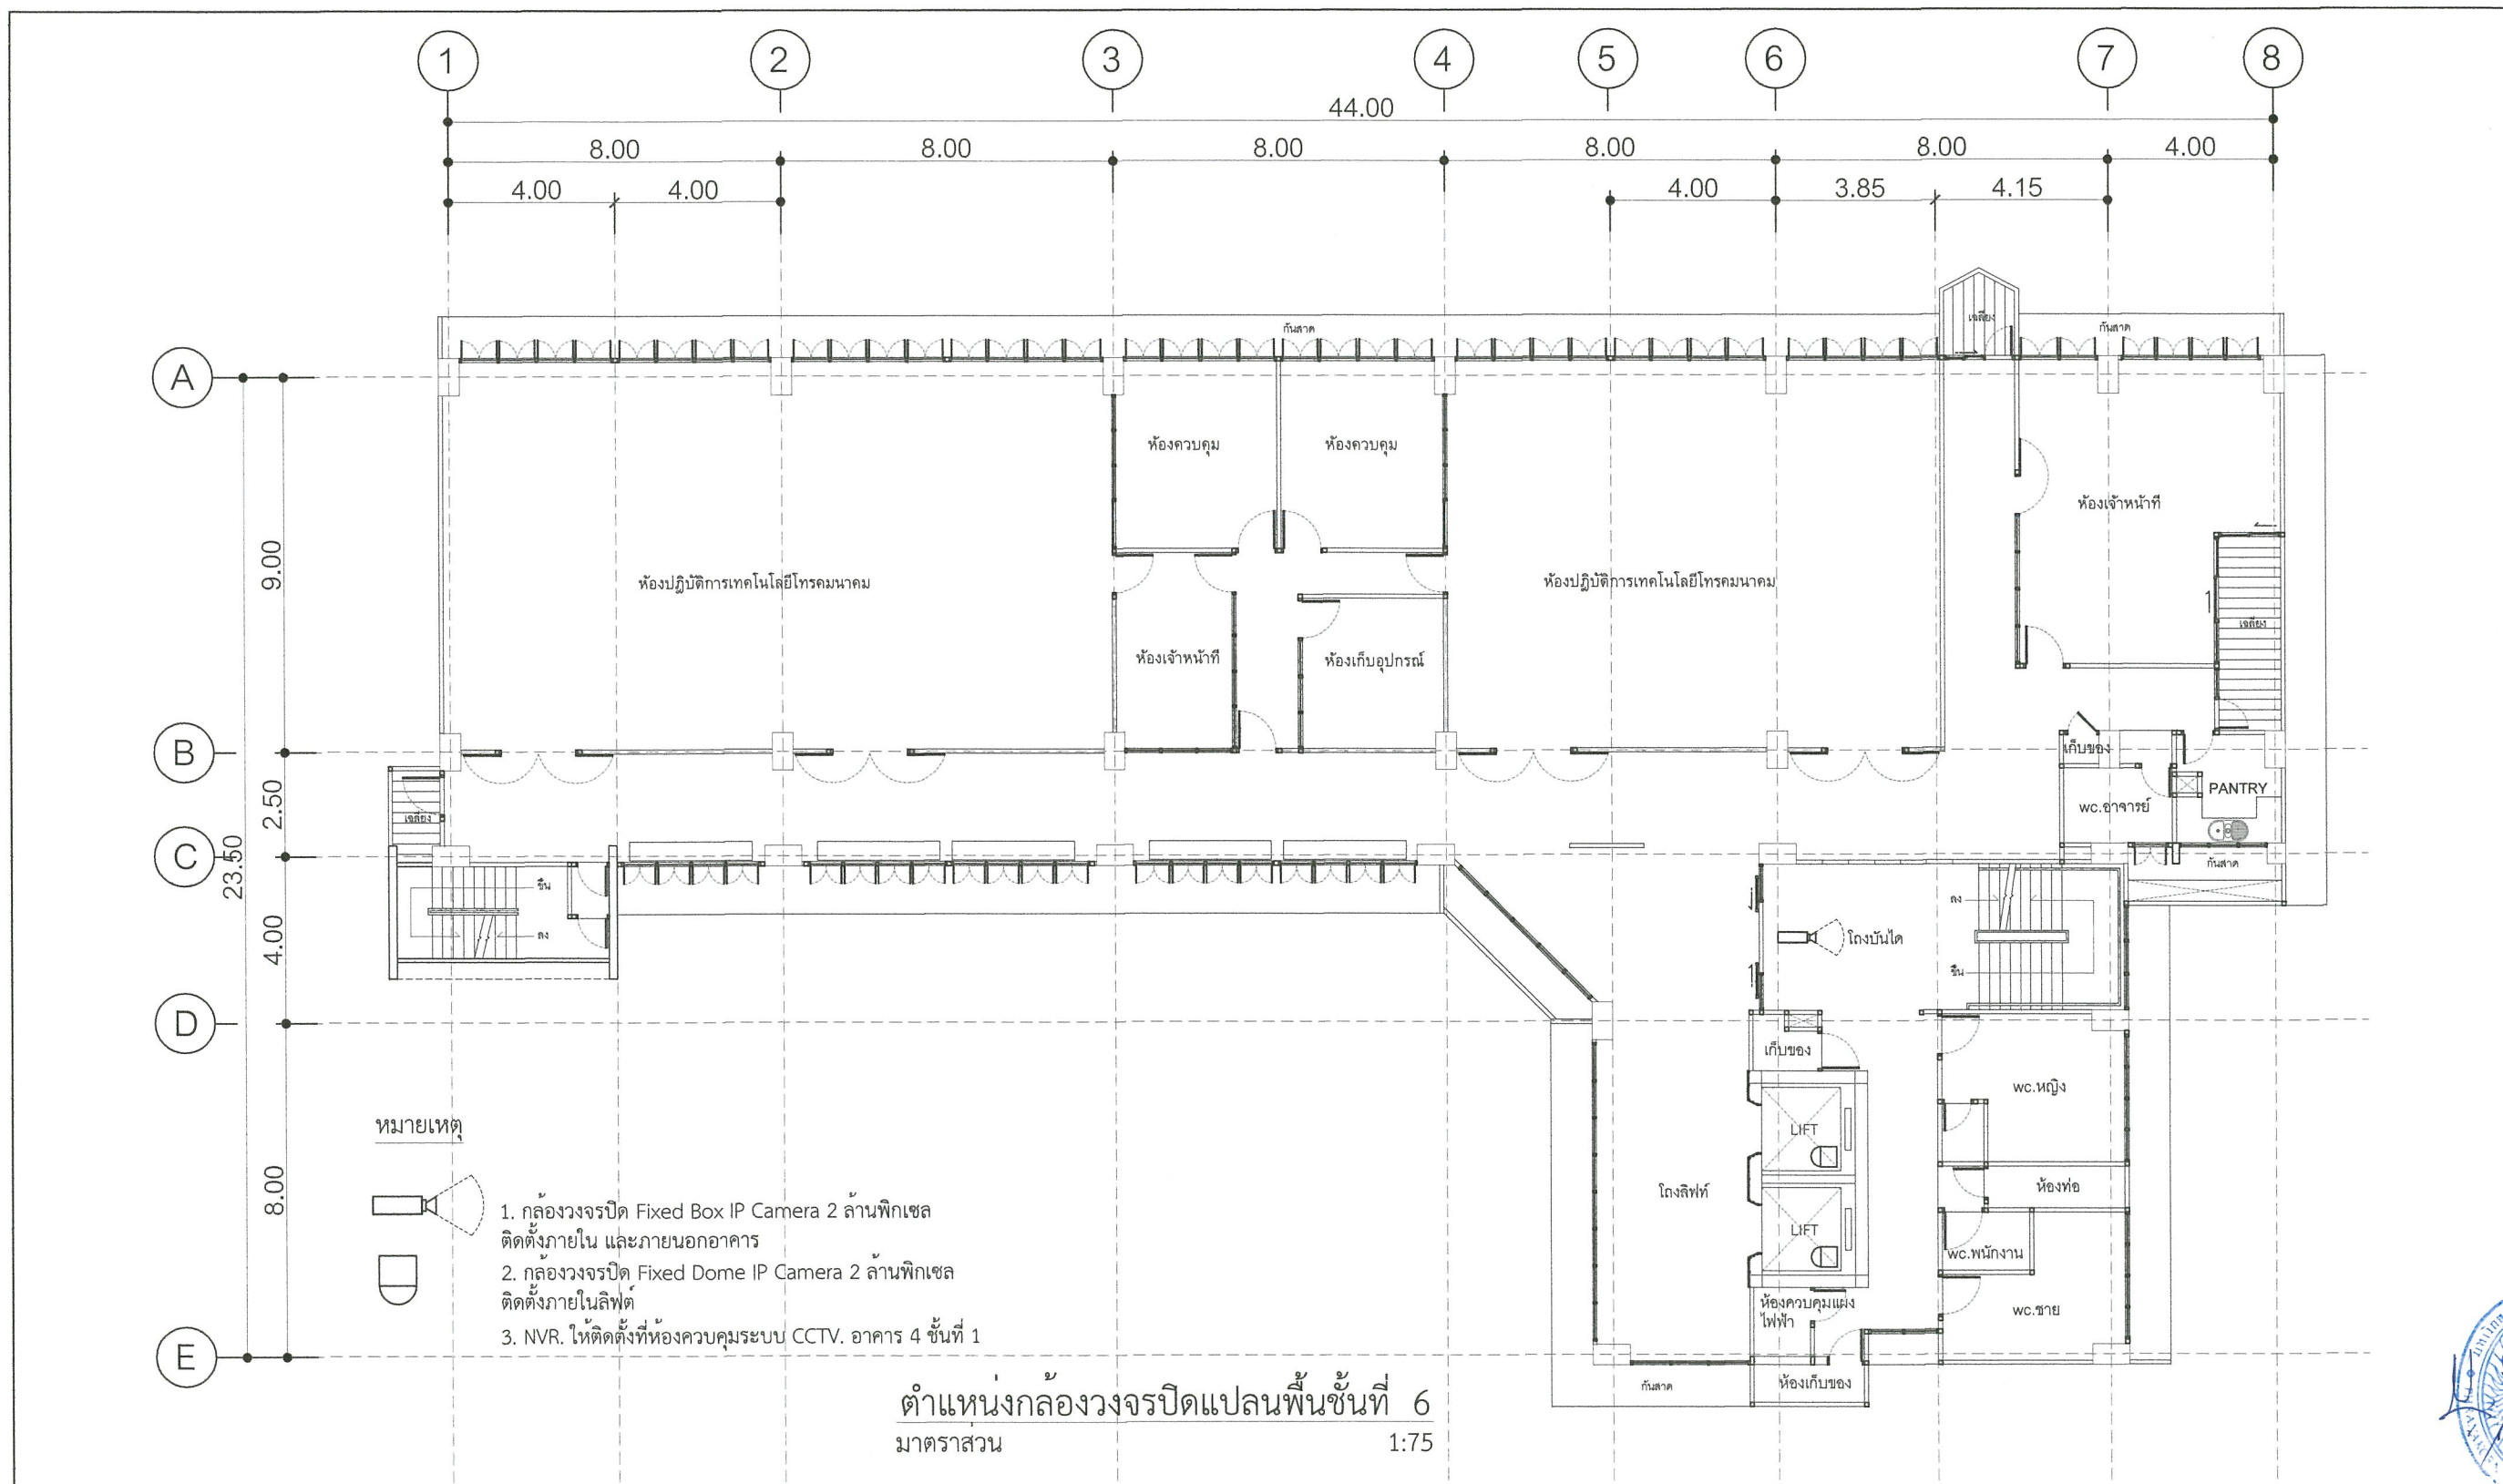 1 2 3 4 5 6 7 8
44.00
8.00 8.00 8.00 8.00 8.00 4.00
4.00 4.00 4.00 3.85 4.15
กันสาด
เฉลียง
กันสาด
A
ห้องควบคุม
ห้องควบคุม
ห้องเจ้าหน้าที่
9.00
ห้องปฏิบัติการเทคโนโลยีโทรคมนาคม
ห้องปฏิบัติการเทคโนโลยีโทรคมนาคม
เฉลียง
ห้องเจ้าหน้าที่
ห้องเก็บอุปกรณ์
B
เก็บของ
PANTRY
wc.อาจารย์
2.50
เฉลียง
C
23.50
กันสาด
ขึ้น
ลง
ลง
ขึ้น
โถงบันได
4.00
D
เก็บของ
wc.หญิง
LIFT
ห้องท่อ
โถงลิฟท์
LIFT
wc.พนักงาน
ห้องควบคุมแผง
ไฟฟ้า
wc.ชาย
8.00
หมายเหตุ
1. กล้องวงจรปิด Fixed Box IP Camera 2 ล้านพิกเซล
ติดตั้งภายใน และภายนอกอาคาร
2. กล้องวงจรปิด Fixed Dome IP Camera 2 ล้านพิกเซล
ติดตั้งภายในลิฟต์
3. NVR. ให้ติดตั้งที่ห้องควบคุมระบบ CCTV. อาคาร 4 ชั้นที่ 1
E
กันสาด
ห้องเก็บของ
ตำแหน่งกล้องวงจรปิดแปลนพื้นชั้นที่ 6
มาตราส่วน 1:75